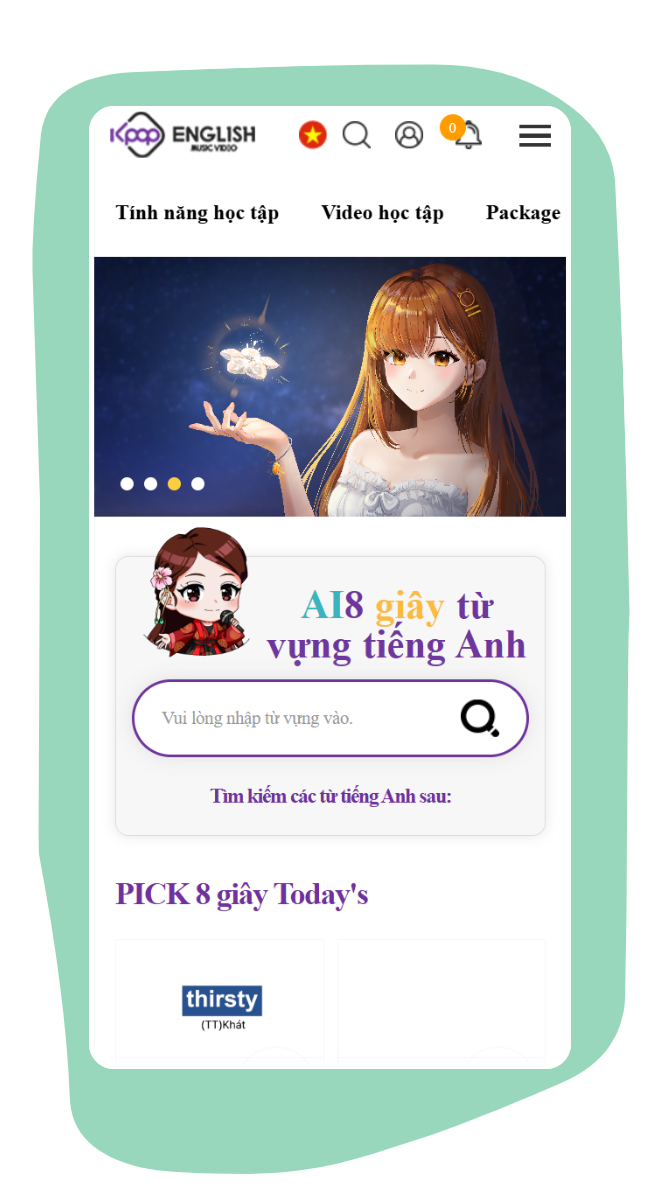 Kpop ENGLISH
MUSIC VIDEO
0
Tính năng học tập Video học tập Package
AI8 giây từ
vựng tiếng Anh
Vui lòng nhập từ vựng vào.
Tìm kiếm các từ tiếng Anh sau:
PICK 8 giây Today's
thirsty
(TT)Khát